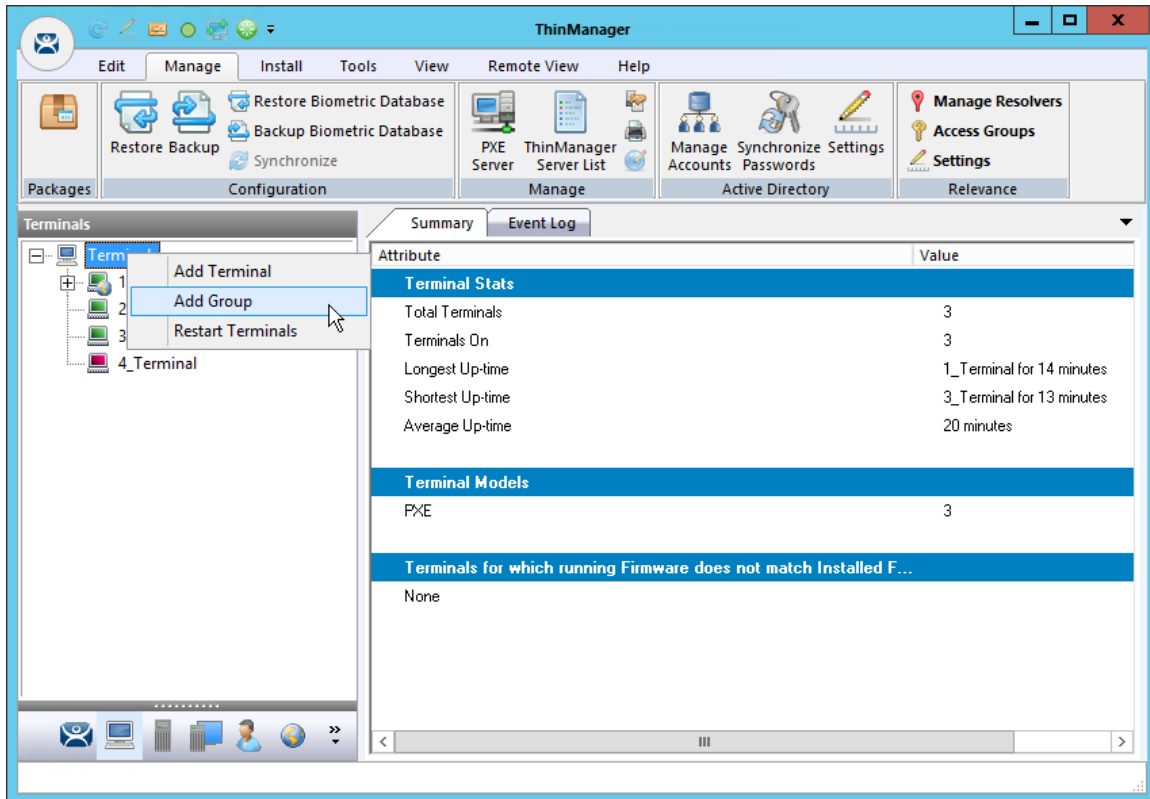 ThinManager
Edit Manage Install Tools View Remote View Help
Restore Backup
Restore Biometric Database
Backup Biometric Database
Synchronize
PXE Server
ThinManager Server List
Manage Accounts
Synchronize Passwords
Settings
Manage Resolvers
Access Groups
Settings
Packages Configuration Manage Active Directory Relevance
Terminals
Summary Event Log
Add Terminal
Add Group
Restart Terminals
1
2
3
4_Terminal
Attribute Value
Terminal Stats
Total Terminals 3
Terminals On 3
Longest Up-time 1_Terminal for 14 minutes
Shortest Up-time 3_Terminal for 13 minutes
Average Up-time 20 minutes
Terminal Models
PXE 3
Terminals for which running Firmware does not match Installed F...
None